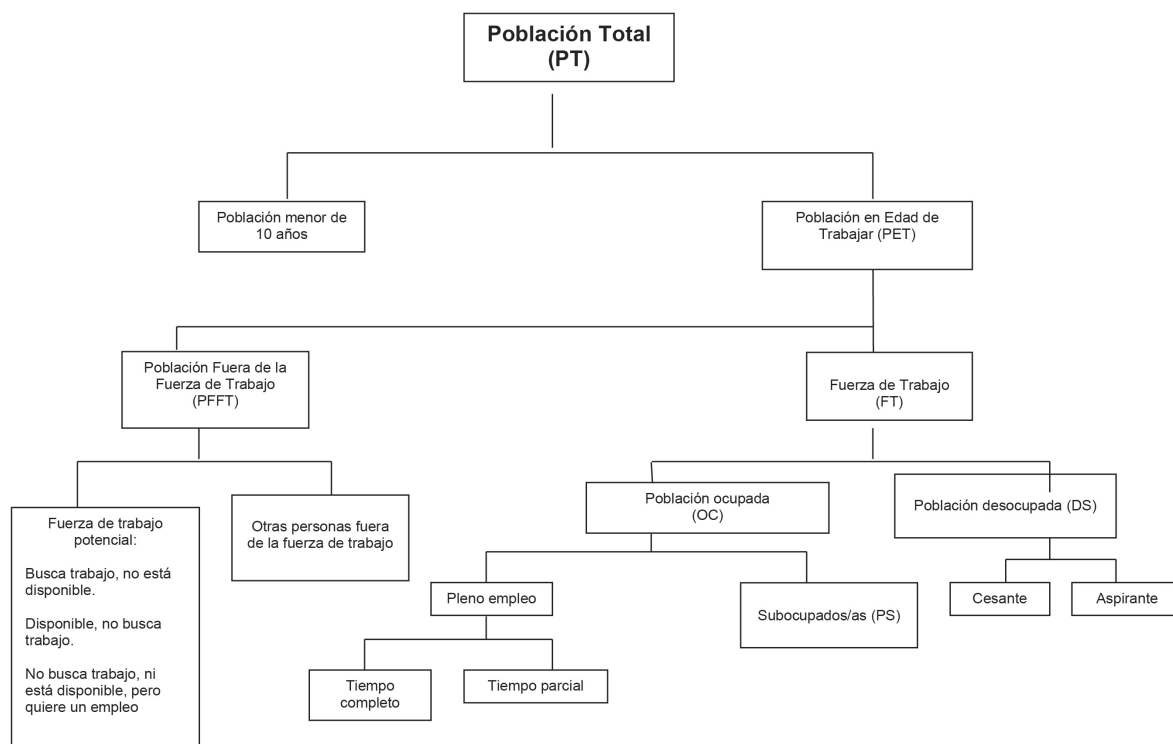 Población Total
(PT)
Población menor de
10 años
Población en Edad de
Trabajar (PET)
Población Fuera de la
Fuerza de Trabajo
(PFFT)
Fuerza de Trabajo
(FT)
Fuerza de trabajo
potencial:
Busca trabajo, no está
disponible.
Disponible, no busca
trabajo.
No busca trabajo, ni
está disponible, pero
quiere un empleo
Otras personas fuera
de la fuerza de trabajo
Población ocupada
(OC)
Población desocupada (DS)
Pleno empleo
Subocupados/as (PS)
Cesante
Aspirante
Tiempo
completo
Tiempo parcial